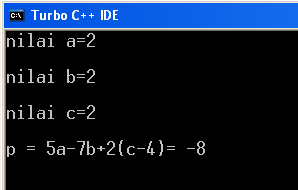 Turbo C++ IDE
nilai a=2
nilai b=2
nilai c=2
p = 5a-7b+2(c-4)= -8